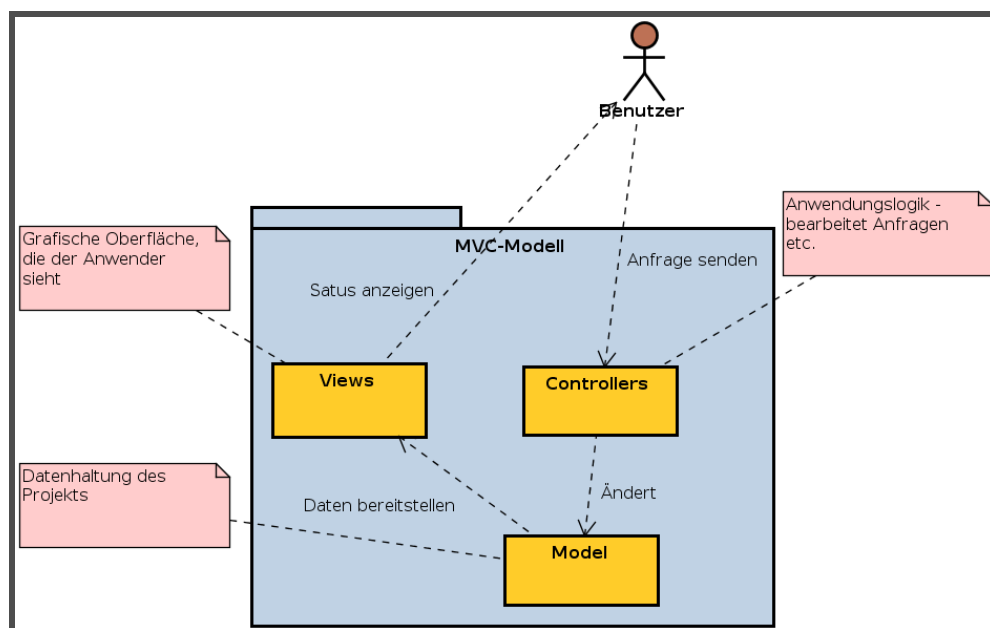 Benutzer
Anwendungslogik -
bearbeitet Anfragen
etc.
Grafische Oberfläche,
die der Anwender
sieht
MVC-Modell
Anfrage senden
Satus anzeigen
Views
Controllers
Datenhaltung des
Projekts
Daten bereitstellen
Ändert
Model